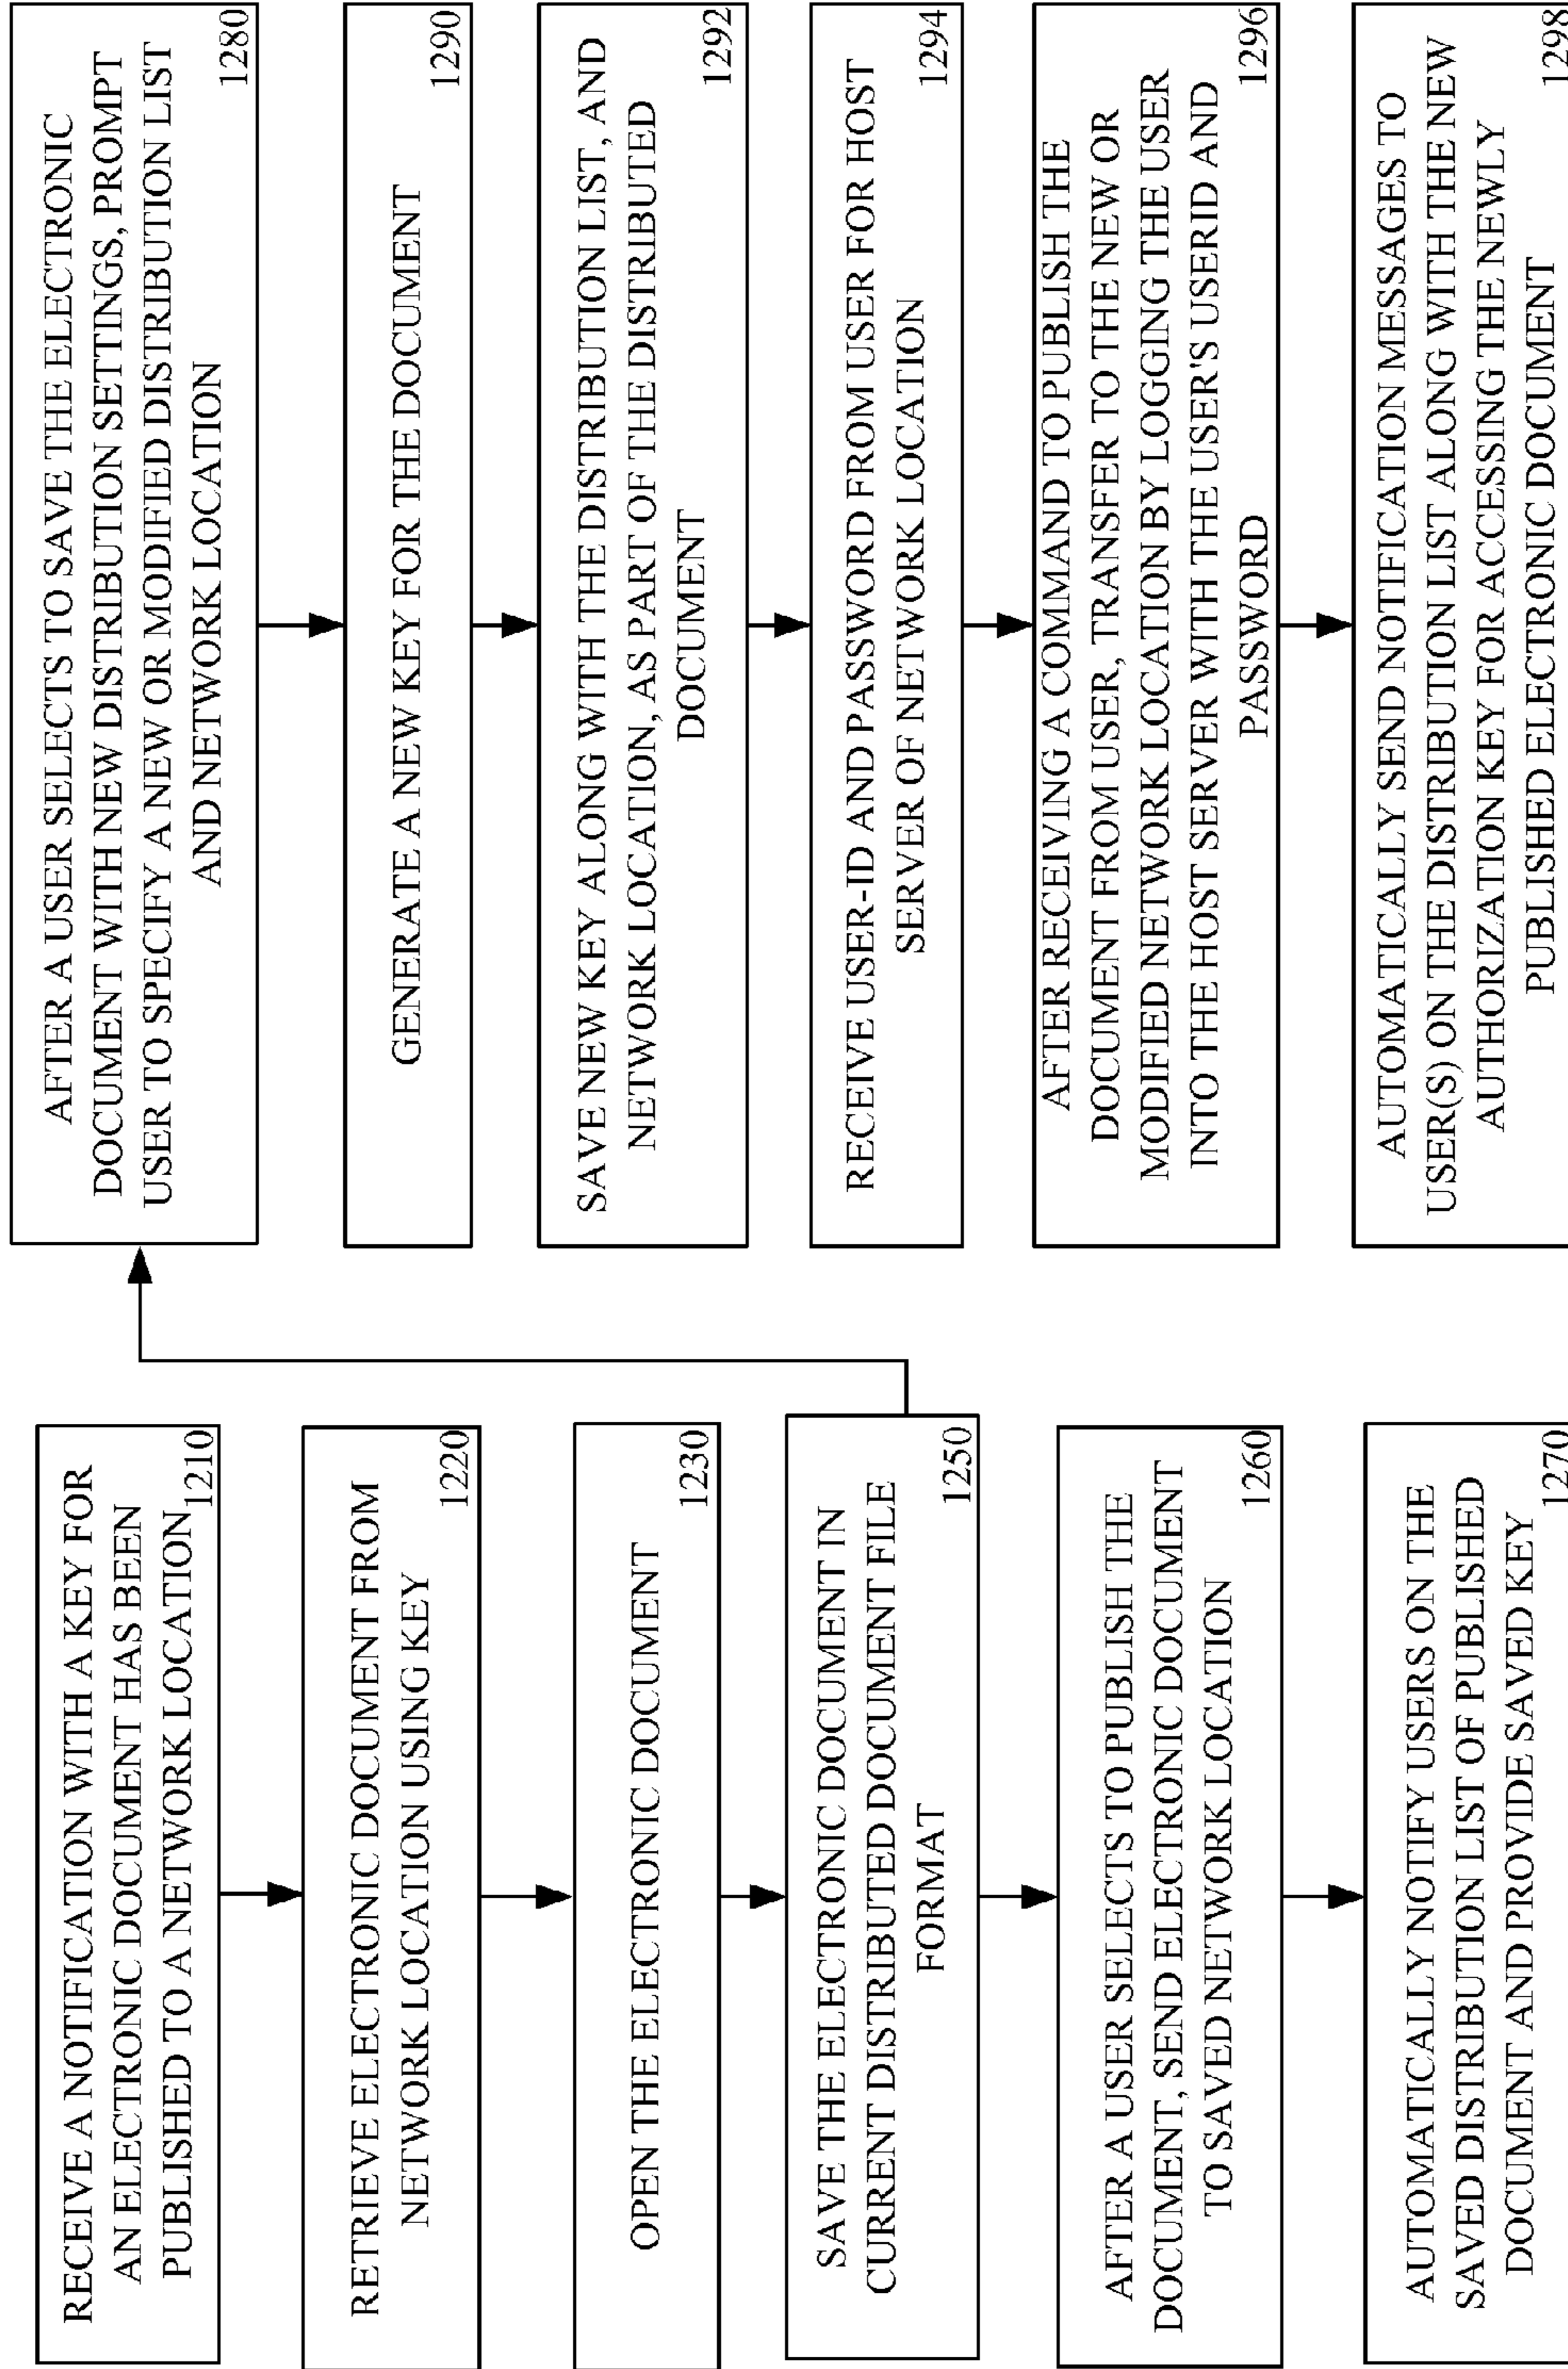 RECEIVE A NOTIFICATION WITH A KEY FOR
AN ELECTRONIC DOCUMENT HAS BEEN
PUBLISHED TO A NETWORK LOCATION
1210
RETRIEVE ELECTRONIC DOCUMENT FROM
NETWORK LOCATION USING KEY
1220
OPEN THE ELECTRONIC DOCUMENT
1230
SAVE THE ELECTRONIC DOCUMENT IN
CURRENT DISTRIBUTED DOCUMENT FILE
FORMAT
1250
AFTER A USER SELECTS TO PUBLISH THE
DOCUMENT, SEND ELECTRONIC DOCUMENT
TO SAVED NETWORK LOCATION
1260
AUTOMATICALLY NOTIFY USERS ON THE
SAVED DISTRIBUTION LIST OF PUBLISHED
DOCUMENT AND PROVIDE SAVED KEY
1270
AFTER A USER SELECTS TO SAVE THE ELECTRONIC
DOCUMENT WITH NEW DISTRIBUTION SETTINGS, PROMPT
USER TO SPECIFY A NEW OR MODIFIED DISTRIBUTION LIST
AND NETWORK LOCATION
1280
GENERATE A NEW KEY FOR THE DOCUMENT
1290
SAVE NEW KEY ALONG WITH THE DISTRIBUTION LIST, AND
NETWORK LOCATION, AS PART OF THE DISTRIBUTED
DOCUMENT
1292
RECEIVE USER-ID AND PASSWORD FROM USER FOR HOST
SERVER OF NETWORK LOCATION
1294
AFTER RECEIVING A COMMAND TO PUBLISH THE
DOCUMENT FROM USER, TRANSFER TO THE NEW OR
MODIFIED NETWORK LOCATION BY LOGGING THE USER
INTO THE HOST SERVER WITH THE USER'S USERID AND
PASSWORD
1296
AUTOMATICALLY SEND NOTIFICATION MESSAGES TO
USER(S) ON THE DISTRIBUTION LIST ALONG WITH THE NEW
AUTHORIZATION KEY FOR ACCESSING THE NEWLY
PUBLISHED ELECTRONIC DOCUMENT
1298